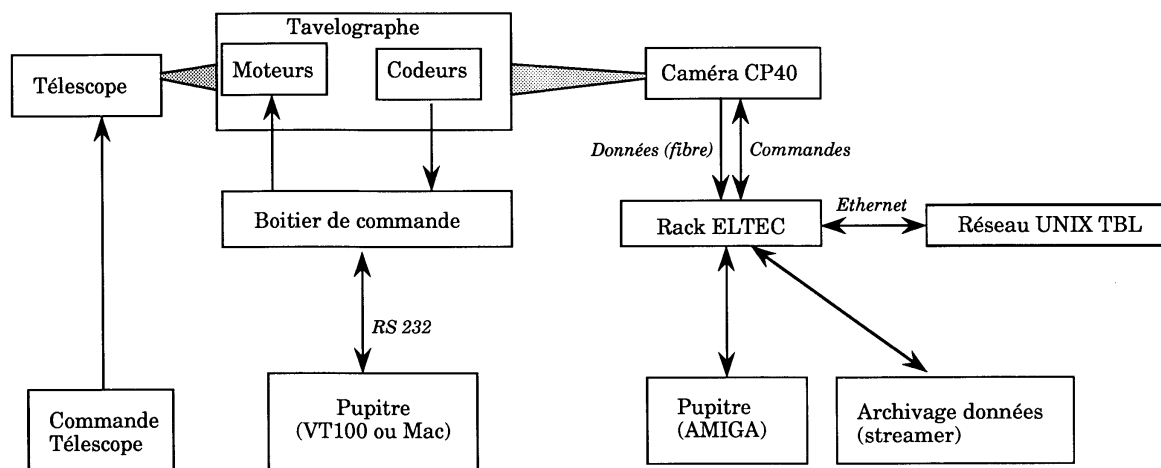 Tavelographe
Télescope
Moteurs
Codeurs
Caméra CP40
Données (fibre)
Commandes
Boitier de commande
Rack ELTEC
Ethernet
Réseau UNIX TBL
RS 232
Commande
Télescope
Pupitre
(VT100 ou Mac)
Pupitre
(AMIGA)
Archivage données
(streamer)